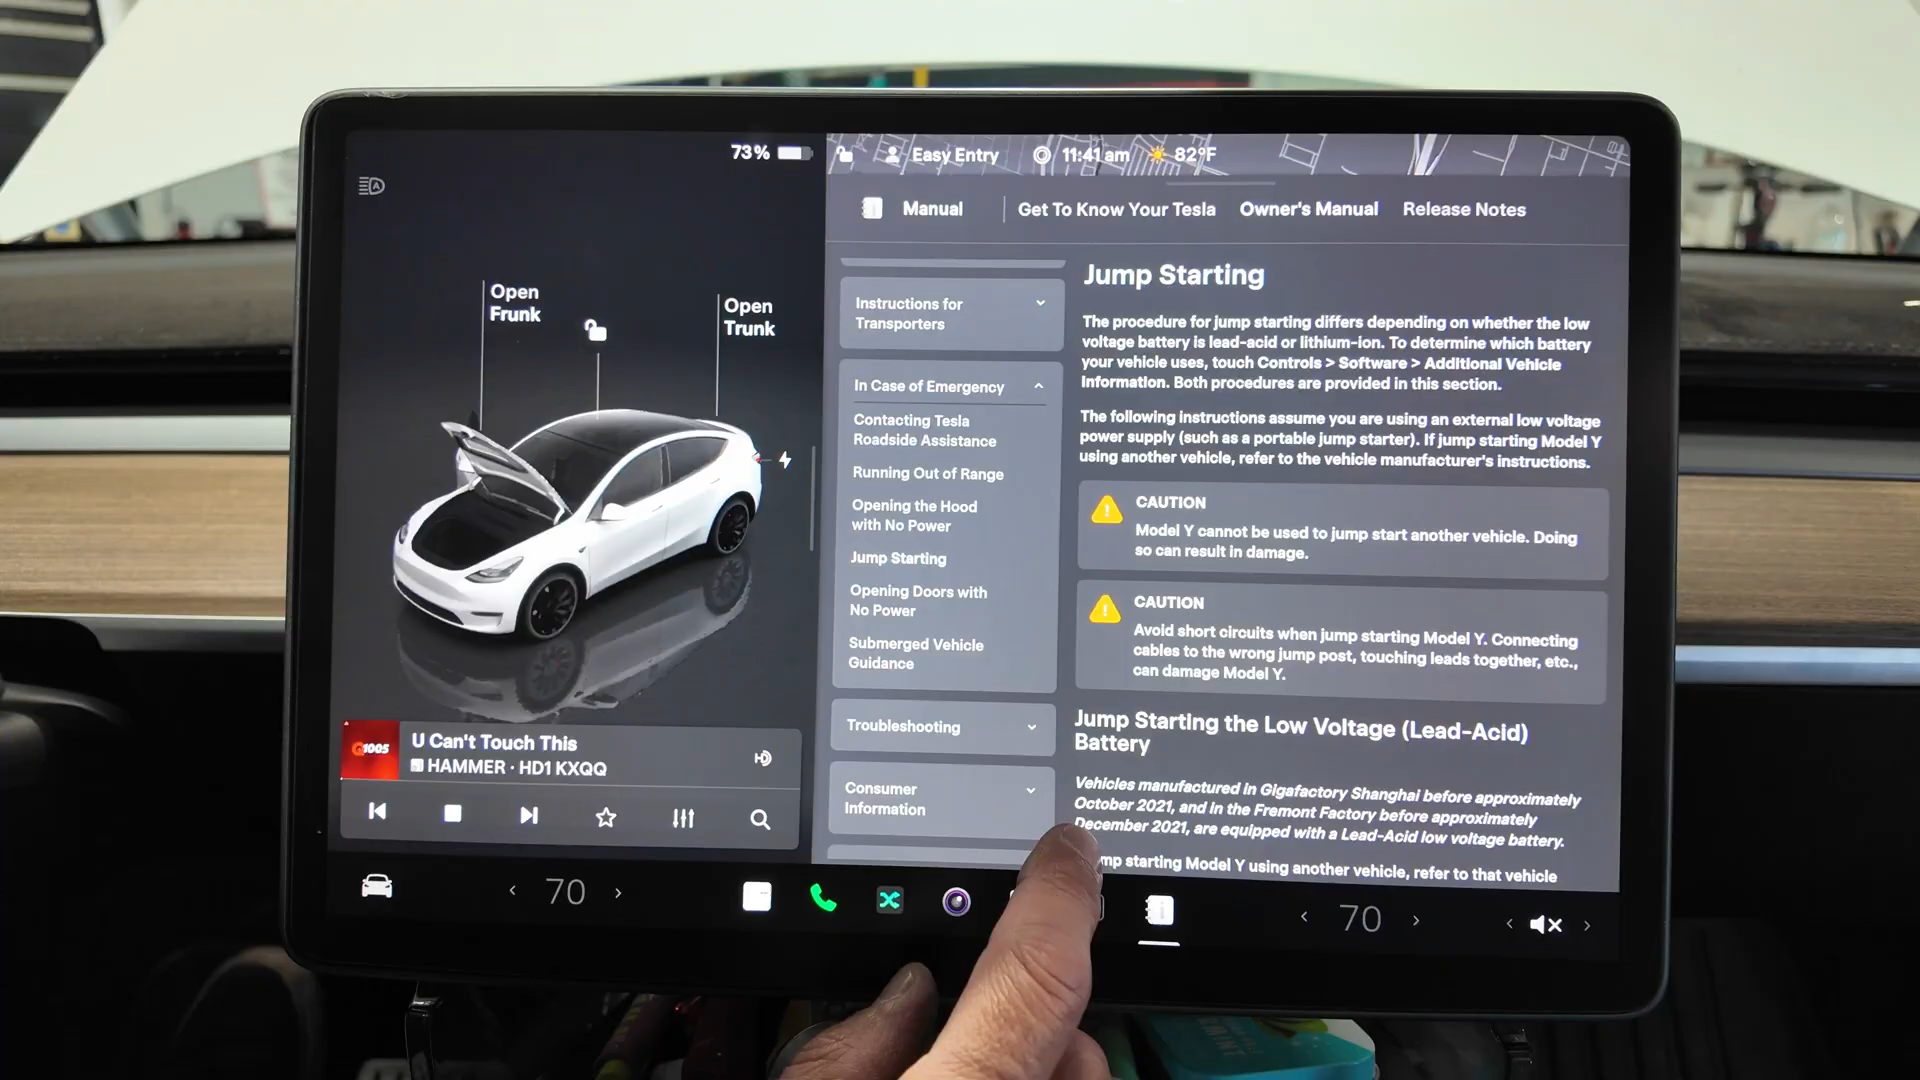 73%
Easy Entry
11:41 am
82°F
Manual
Get To Know Your Tesla
Owner's Manual
Release Notes
Open
Frunk
Open
Trunk
Instructions for
Transporters
In Case of Emergency
Contacting Tesla
Roadside Assistance
Running Out of Range
Opening the Hood
with No Power
Jump Starting
Opening Doors with
No Power
Submerged Vehicle
Guidance
Troubleshooting
Consumer
Information
Jump Starting
The procedure for jump starting differs depending on whether the low
voltage battery is lead-acid or lithium-ion. To determine which battery
your vehicle uses, touch Controls > Software > Additional Vehicle
Information. Both procedures are provided in this section.
The following instructions assume you are using an external low voltage
power supply (such as a portable jump starter). If jump starting Model Y
using another vehicle, refer to the vehicle manufacturer's instructions.
CAUTION
Model Y cannot be used to jump start another vehicle. Doing
so can result in damage.
CAUTION
Avoid short circuits when jump starting Model Y. Connecting
cables to the wrong jump post, touching leads together, etc.,
can damage Model Y.
Jump Starting the Low Voltage (Lead-Acid)
Battery
Vehicles manufactured in Gigafactory Shanghai before approximately
October 2021, and in the Fremont Factory before approximately
December 2021, are equipped with a Lead-Acid low voltage battery.
starting Model Y using another vehicle, refer to that vehicle
Q1005
U Can't Touch This
HAMMER · HD1 KXQQ
70
70